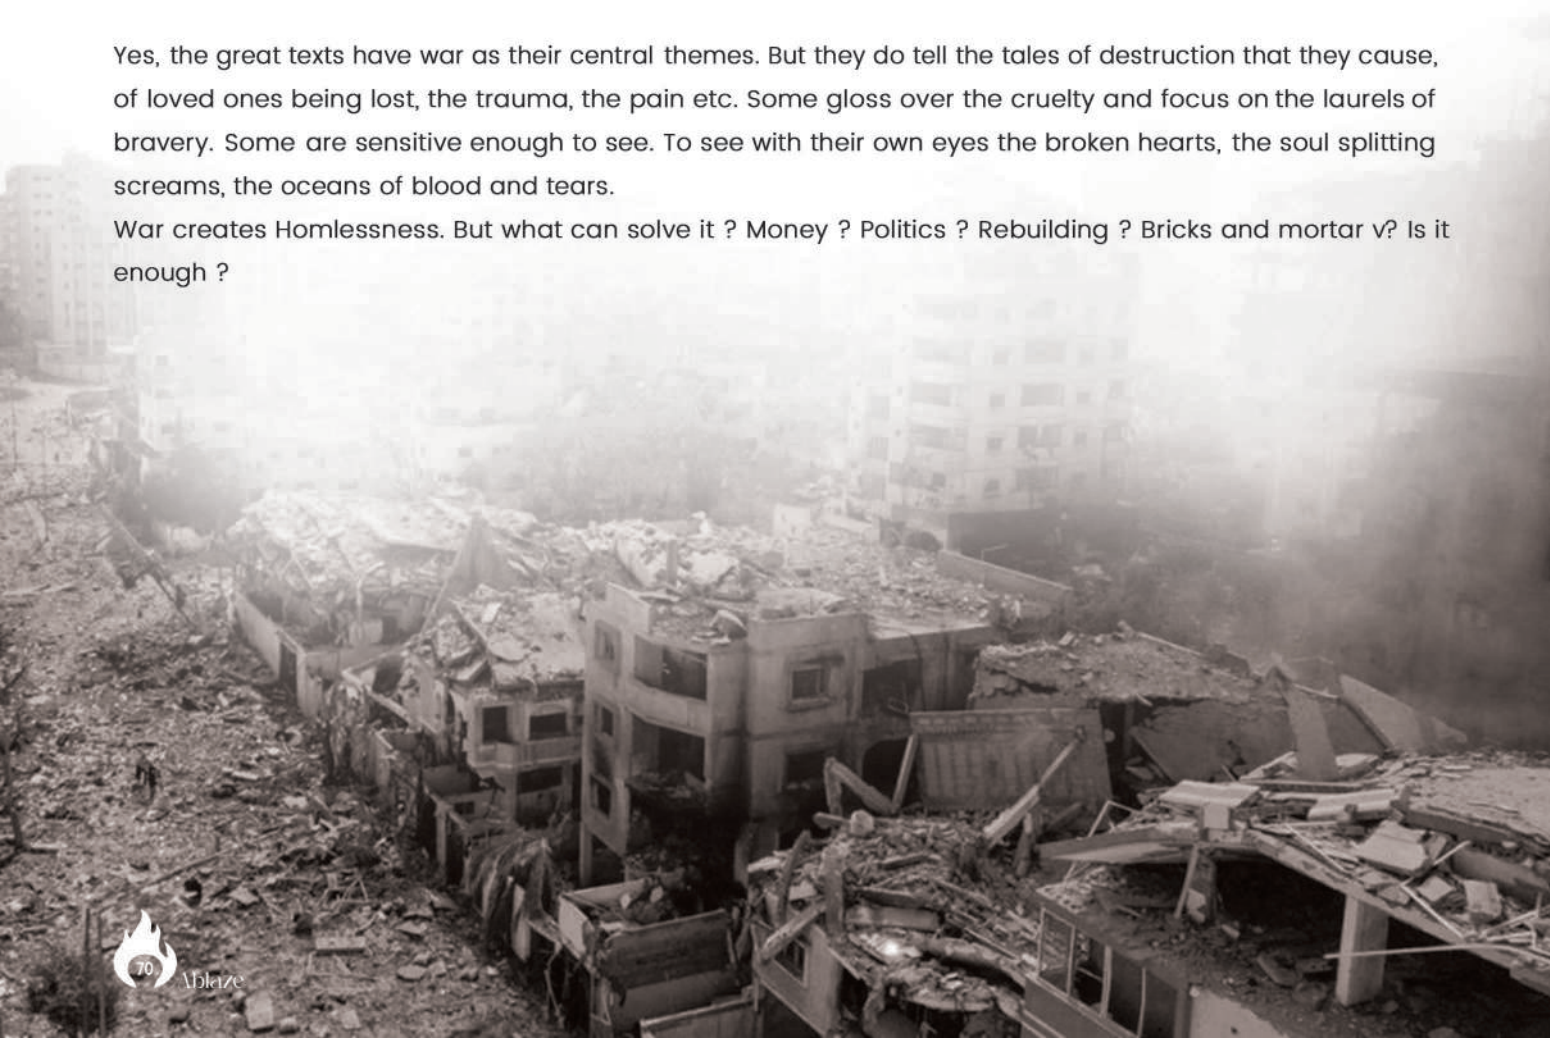 Yes, the great texts have war as their central themes. But they do tell the tales of destruction that they cause,
of loved ones being lost, the trauma, the pain etc. Some gloss over the cruelty and focus on the laurels of
bravery. Some are sensitive enough to see. To see with their own eyes the broken hearts, the soul splitting
screams, the oceans of blood and tears.
War creates Homlessness. But what can solve it ? Money ? Politics ? Rebuilding ? Bricks and mortar v? Is it
enough ?
70
Ablaze